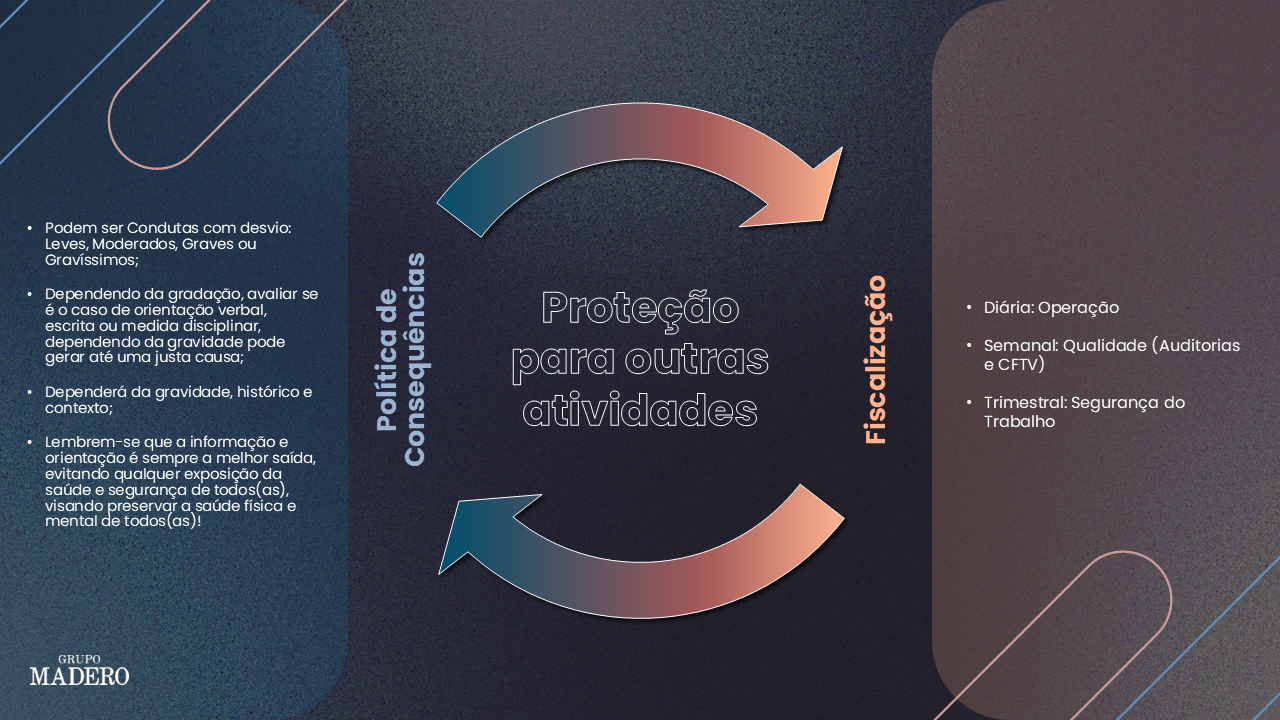 • Podem ser Condutas com desvio:
Leves, Moderados, Graves ou
Gravíssimos;
• Dependendo da gradação, avaliar se
é o caso de orientação verbal,
escrita ou medida disciplinar,
dependendo da gravidade pode
gerar até uma justa causa;
• Dependerá da gravidade, histórico e
contexto;
• Lembrem-se que a informação e
orientação é sempre a melhor saída,
evitando qualquer exposição da
saúde e segurança de todos(as),
visando preservar a saúde física e
mental de todos(as)!
GRUPO
MADERO
Política de
Consequências
Proteção
para outras
atividades
Fiscalização
• Diária: Operação
• Semanal: Qualidade (Auditorias
e CFTV)
• Trimestral: Segurança do
Trabalho